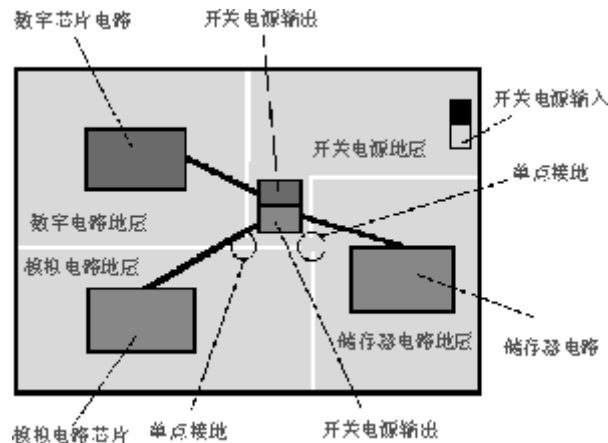 数字芯片电路
开关电源输出
开关电源输入
开关电源地层
单点接地
数字电路地层
模拟电路地层
储存器电路地层
储存器电路
模拟电路芯片
单点接地
开关电源输出